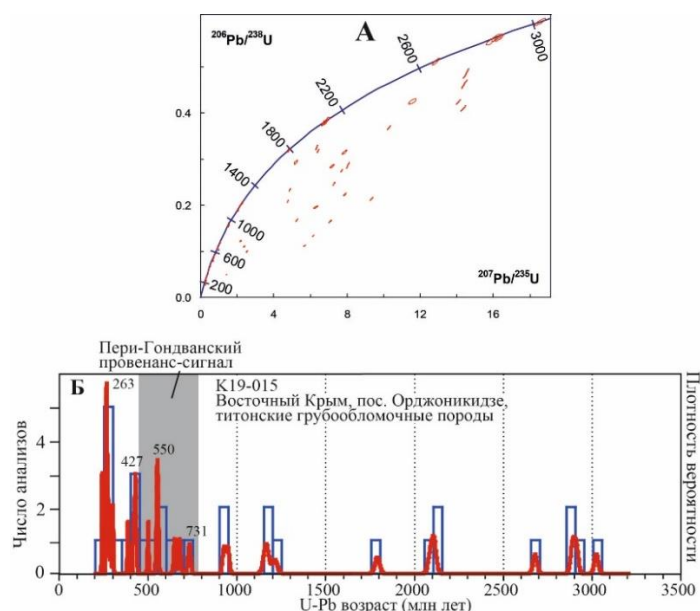 А
206Pb/238U
3000
2600
2200
1800
1400
1000
600
200
0.4
0.2
0.0
0 4 8 12 16
207Pb/235U
Пери-Гондванский
провенанс-сигнал
Б
263
427
550
731
K19-015
Восточный Крым, пос. Орджоникидзе,
титонские грубообломочные породы
Число анализов
Плотность вероятности
4
2
0
0 500 1000 1500 2000 2500 3000 3500
U-Pb возраст (млн лет)